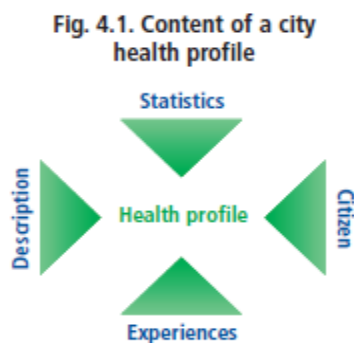 Fig. 4.1. Content of a city
health profile
Statistics
Description
Health profile
Citizen
Experiences